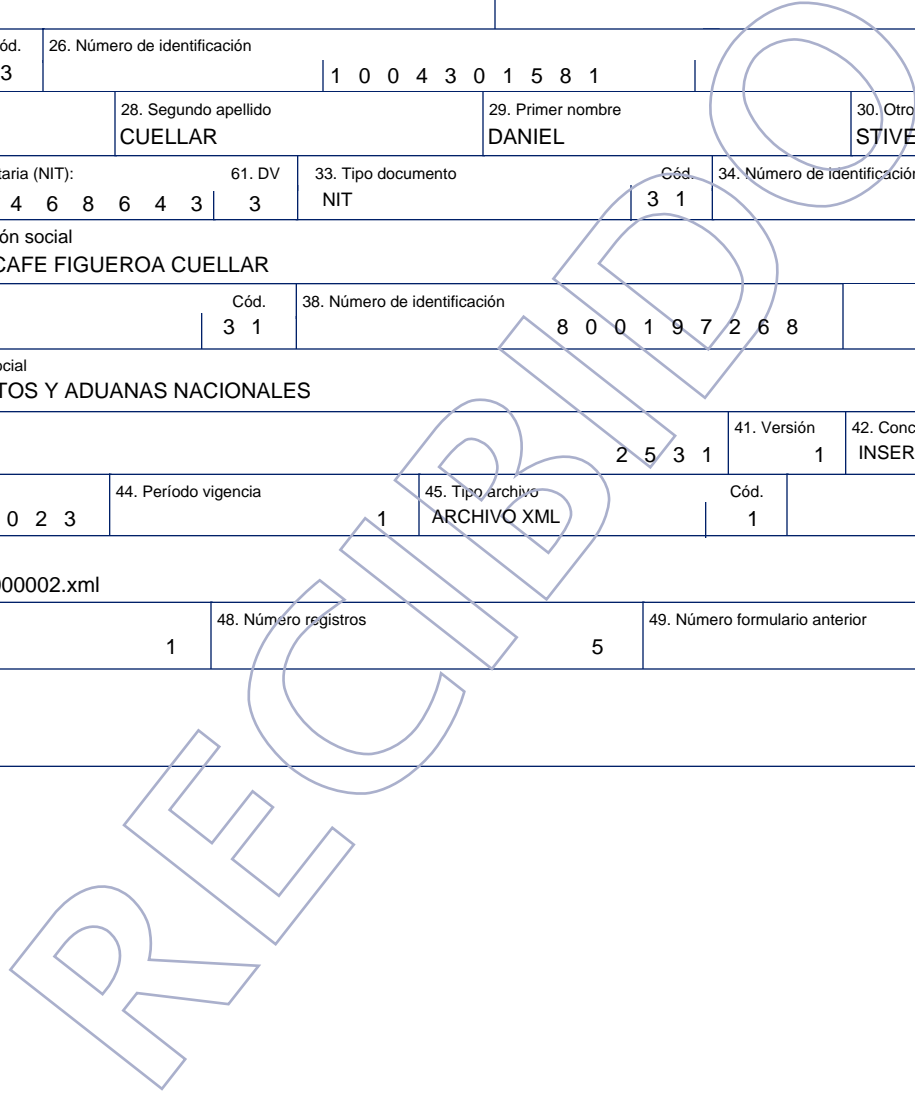 ód. 26. Número de identificación
3 1 0 0 4 3 0 1 5 8 1
28. Segundo apellido 29. Primer nombre 30. Otro
CUELLAR DANIEL STIVE
taria (NIT): 61. DV 33. Tipo documento Cód. 34. Número de identificación
4 6 8 6 4 3 3 NIT 3 1
ón social
CAFE FIGUEROA CUELLAR
Cód. 38. Número de identificación
3 1 8 0 0 1 9 7 2 6 8
ocial
TOS Y ADUANAS NACIONALES
41. Versión 42. Conc
2 5 3 1 1 INSER
44. Período vigencia 45. Tipo archivo Cód.
0 2 3 1 ARCHIVO XML 1
000002.xml
48. Número registros 49. Número formulario anterior
1 5
RECIBIDO